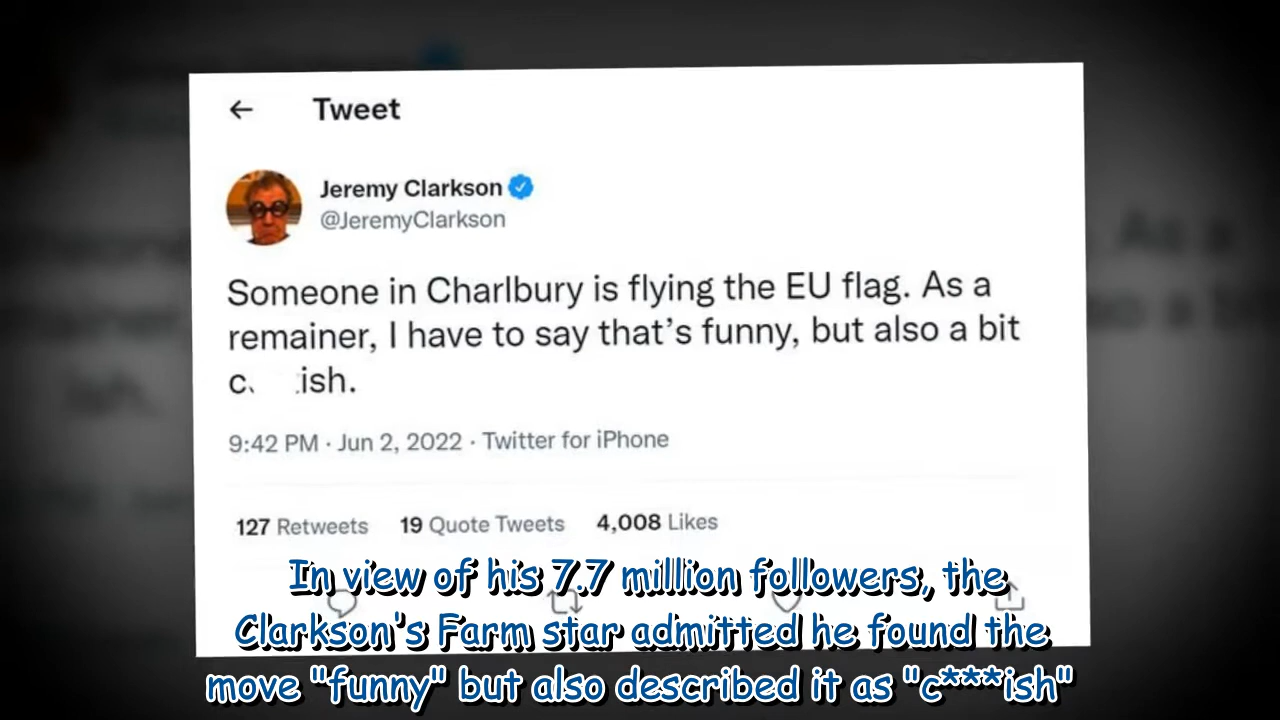 Tweet
Jeremy Clarkson
@JeremyClarkson
Someone in Charlbury is flying the EU flag. As a
remainer, I have to say that's funny, but also a bit
c. ish.
9:42 PM · Jun 2, 2022 · Twitter for iPhone
127 Retweets 19 Quote Tweets 4,008 Likes
In view of his 7.7 million followers, the
Clarkson's Farm star admitted he found the
move "funny" but also described it as "c***ish"